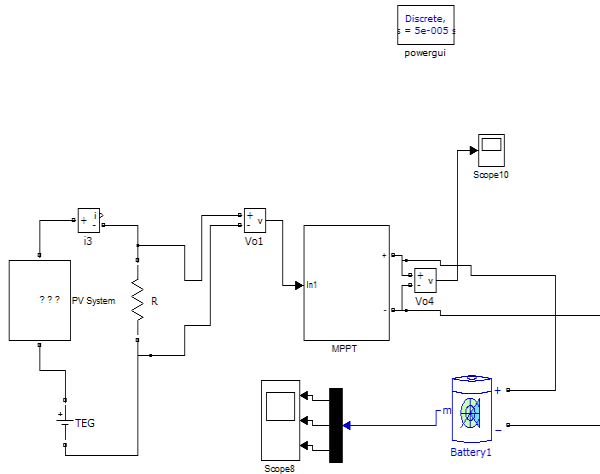 Discrete,
s = 5e-005 s
powergui
Scope10
+
i
-
i3
+
-
v
Vo1
? ? ?
PV System
R
In1
+
-
MPPT
+
-
v
Vo4
+
TEG
m
+
−
Battery1
Scope8